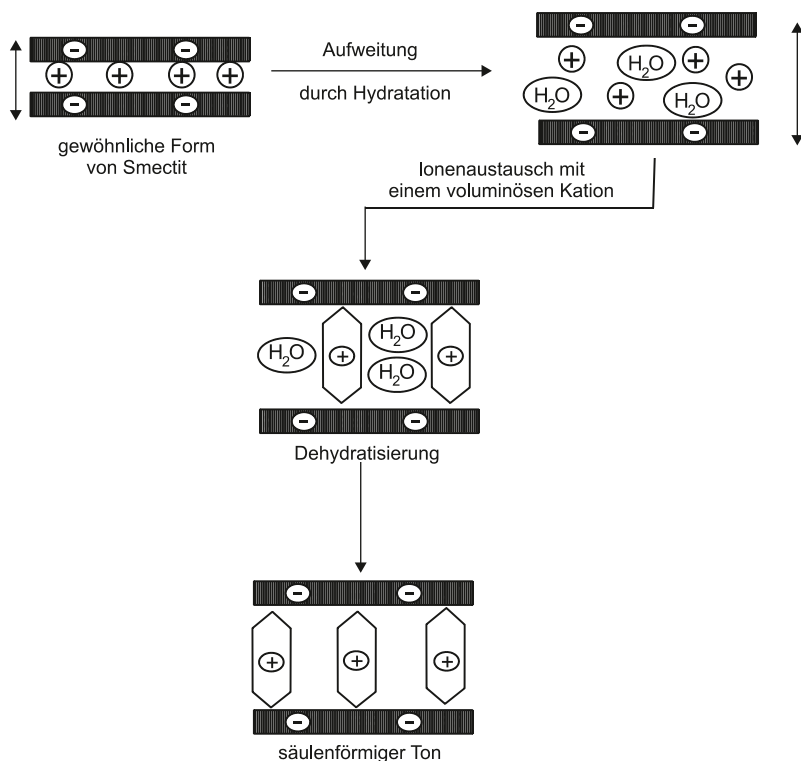 Aufweitung
durch Hydratation
H₂O
H₂O
H₂O
gewöhnliche Form
von Smectit
Ionenaustausch mit
einem voluminösen Kation
H₂O
H₂O
H₂O
Dehydratisierung
säulenförmiger Ton